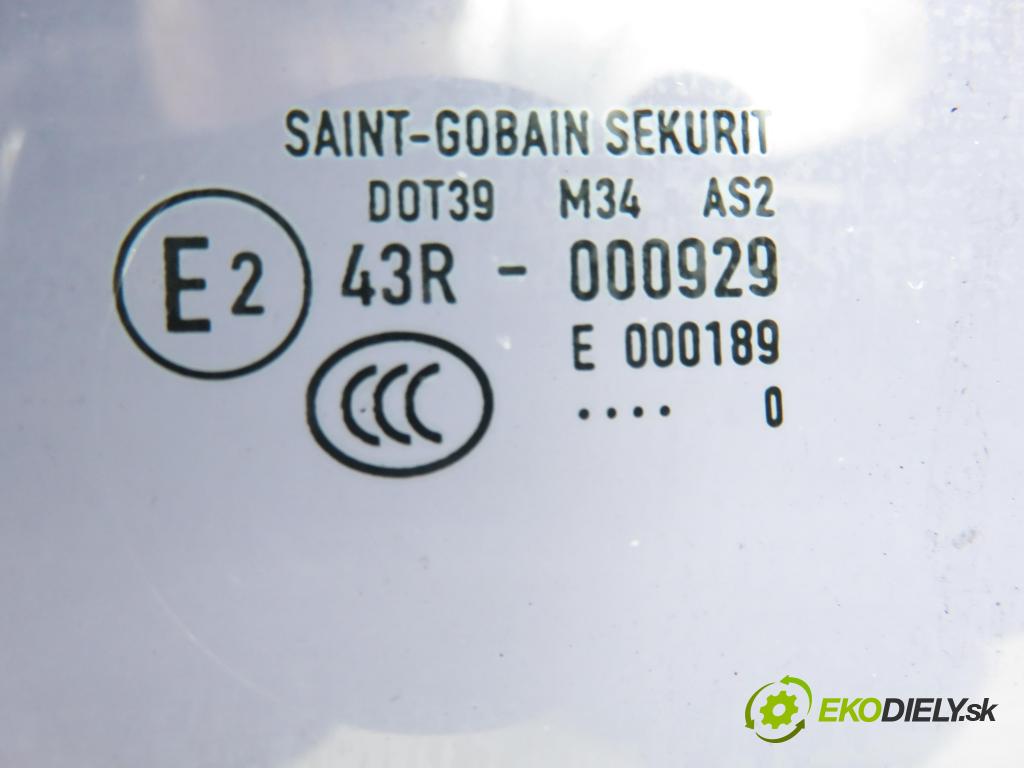 SAINT-GOBAIN SEKURIT
DOT39 M34 AS2
E2 43R - 000929
E 000189
CCC .... 0
EKODIELY.sk